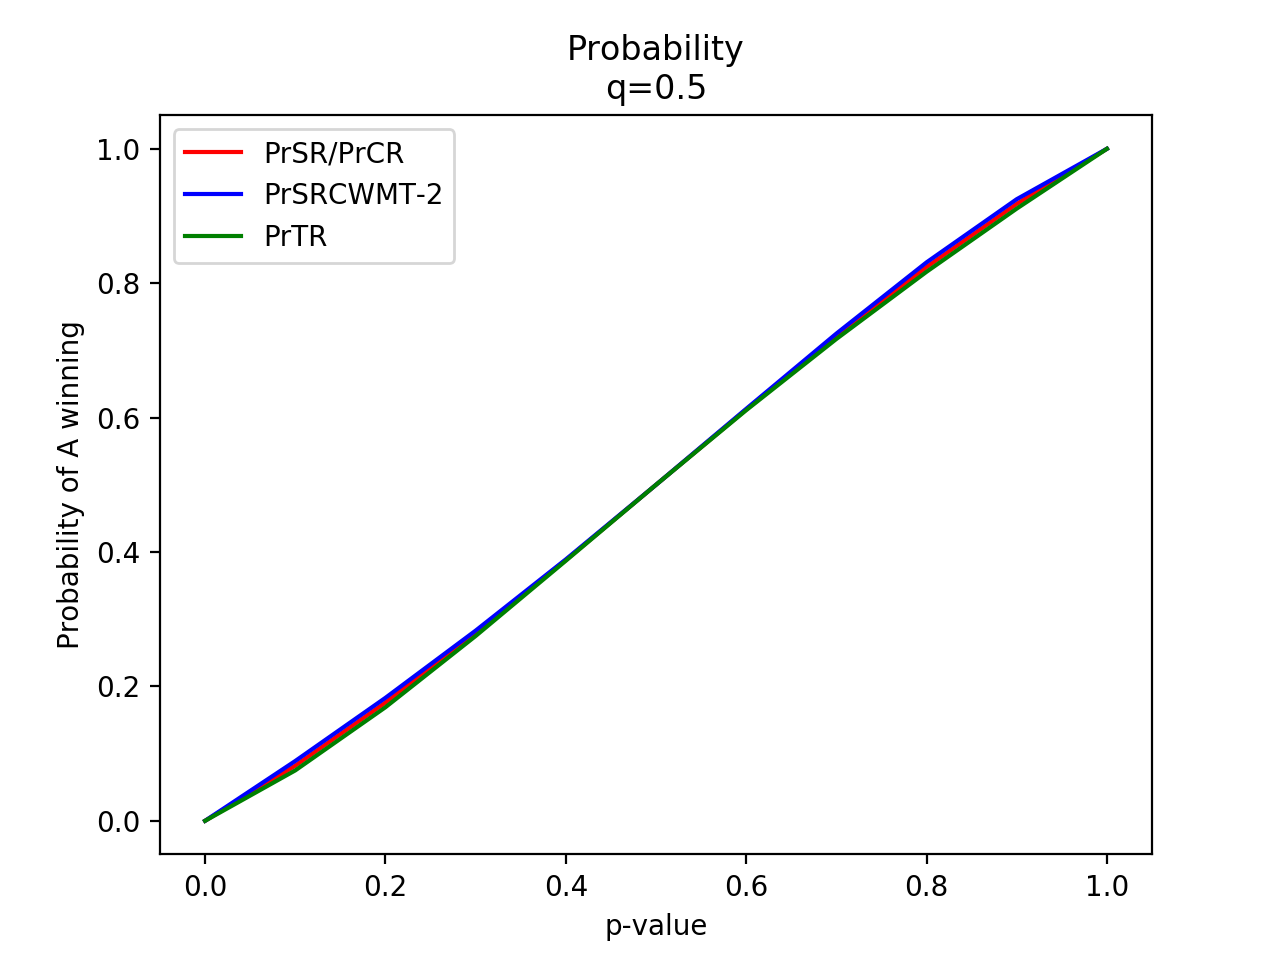 Probability
q=0.5
PrSR/PrCR
PrSRCWMT-2
PrTR
Probability of A winning
1.0
0.8
0.6
0.4
0.2
0.0
0.0 0.2 0.4 0.6 0.8 1.0
p-value